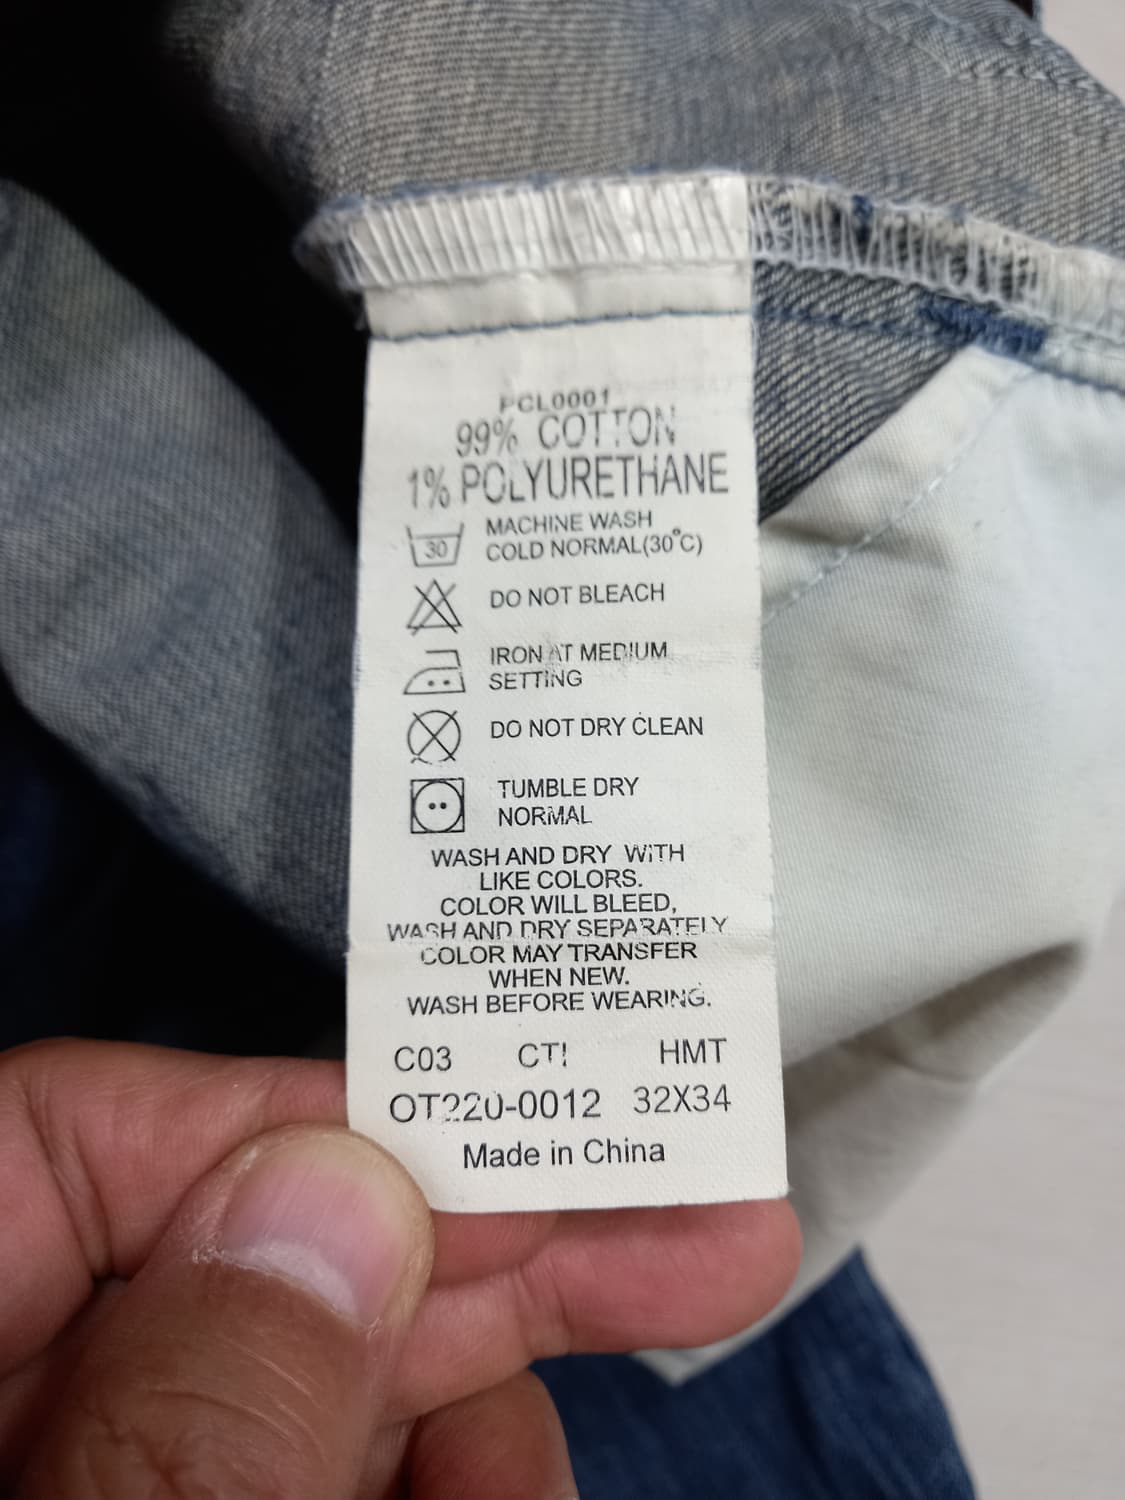 PCL0001
99% COTTON
1% POLYURETHANE
30 MACHINE WASH
COLD NORMAL(30°C)
DO NOT BLEACH
IRON AT MEDIUM
SETTING
DO NOT DRY CLEAN
TUMBLE DRY
NORMAL
WASH AND DRY WITH
LIKE COLORS.
COLOR WILL BLEED,
WASH AND DRY SEPARATELY
COLOR MAY TRANSFER
WHEN NEW.
WASH BEFORE WEARING.
C03 CTI HMT
OT220-0012 32X34
Made in China